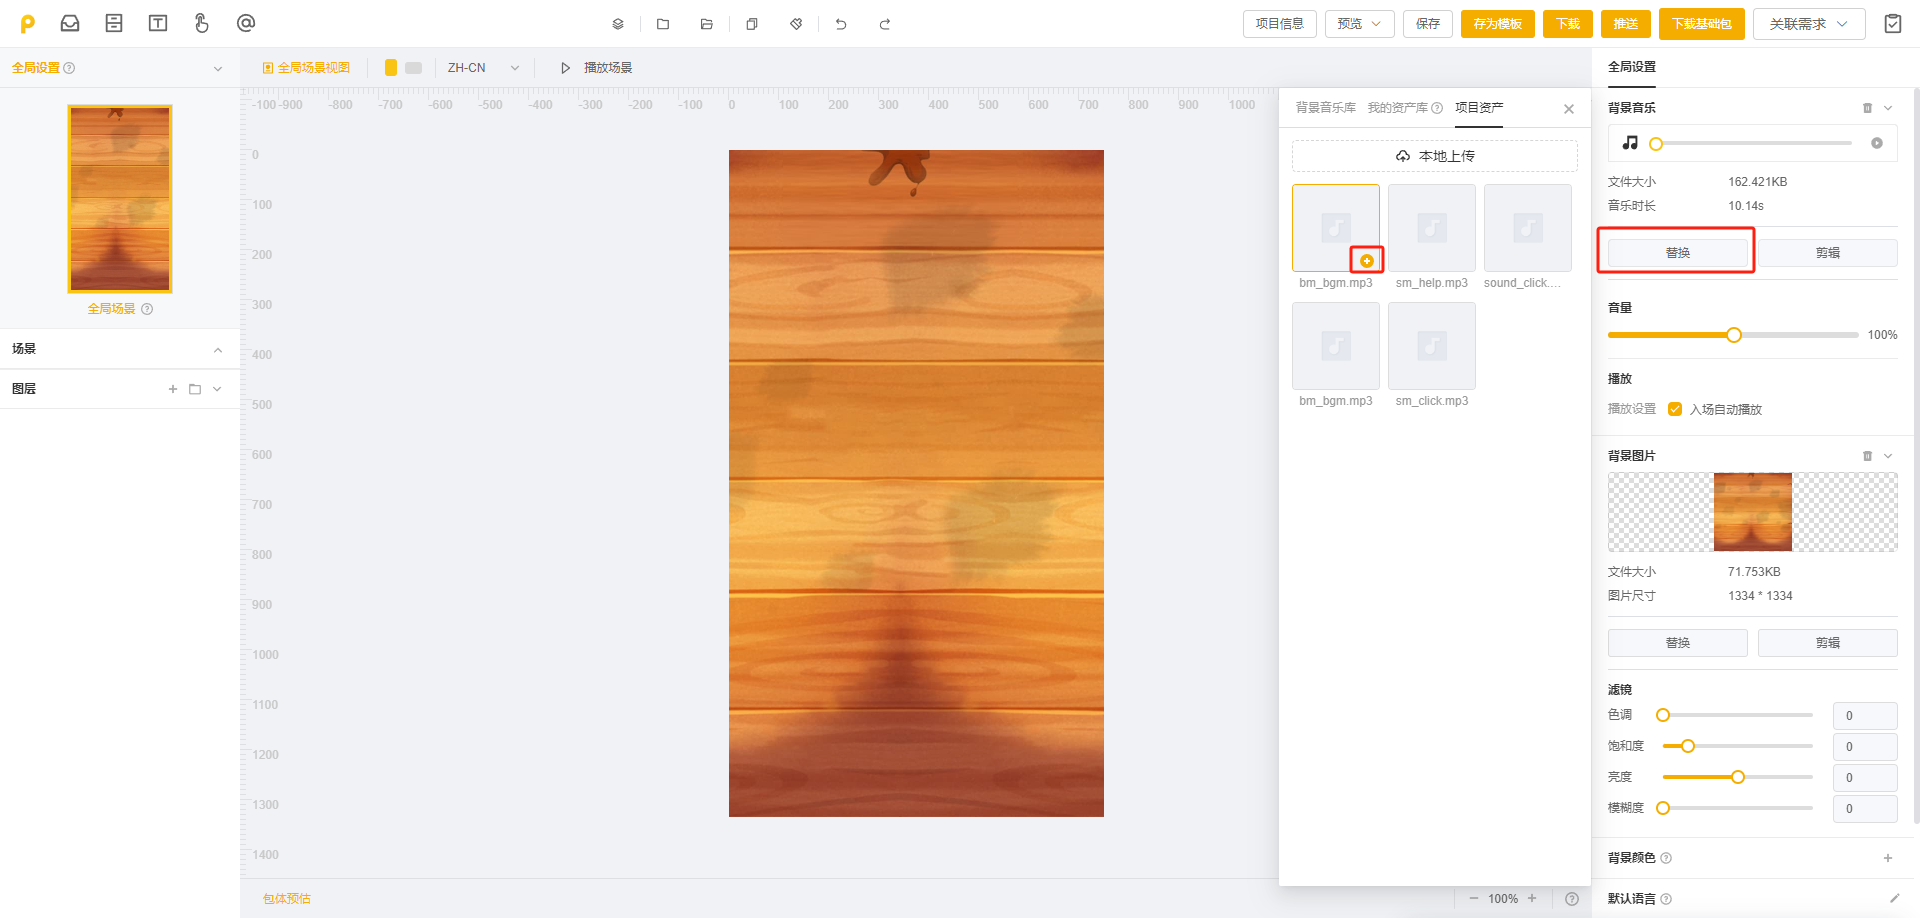 项目信息 预览 保存 存为模板 下载 推送 下载基础包 关联需求
全局设置
全局场景
场景
图层
全局场景视图 ZH-CN 播放场景
-100 -900 -800 -700 -600 -500 -400 -300 -200 -100 0 100 200 300 400 500 600 700 800 900 1000
0
100
200
300
400
500
600
700
800
900
1000
1100
1200
1300
1400
包体预估
100%
背景音乐库 我的资产库 项目资产
本地上传
bm_bgm.mp3 sm_help.mp3 sound_click....
bm_bgm.mp3 sm_click.mp3
全局设置
背景音乐
文件大小 162.421KB
音乐时长 10.14s
替换 剪辑
音量
100%
播放
播放设置 入场自动播放
背景图片
文件大小 71.753KB
图片尺寸 1334 * 1334
替换 剪辑
滤镜
色调 0
饱和度 0
亮度 0
模糊度 0
背景颜色
默认语言